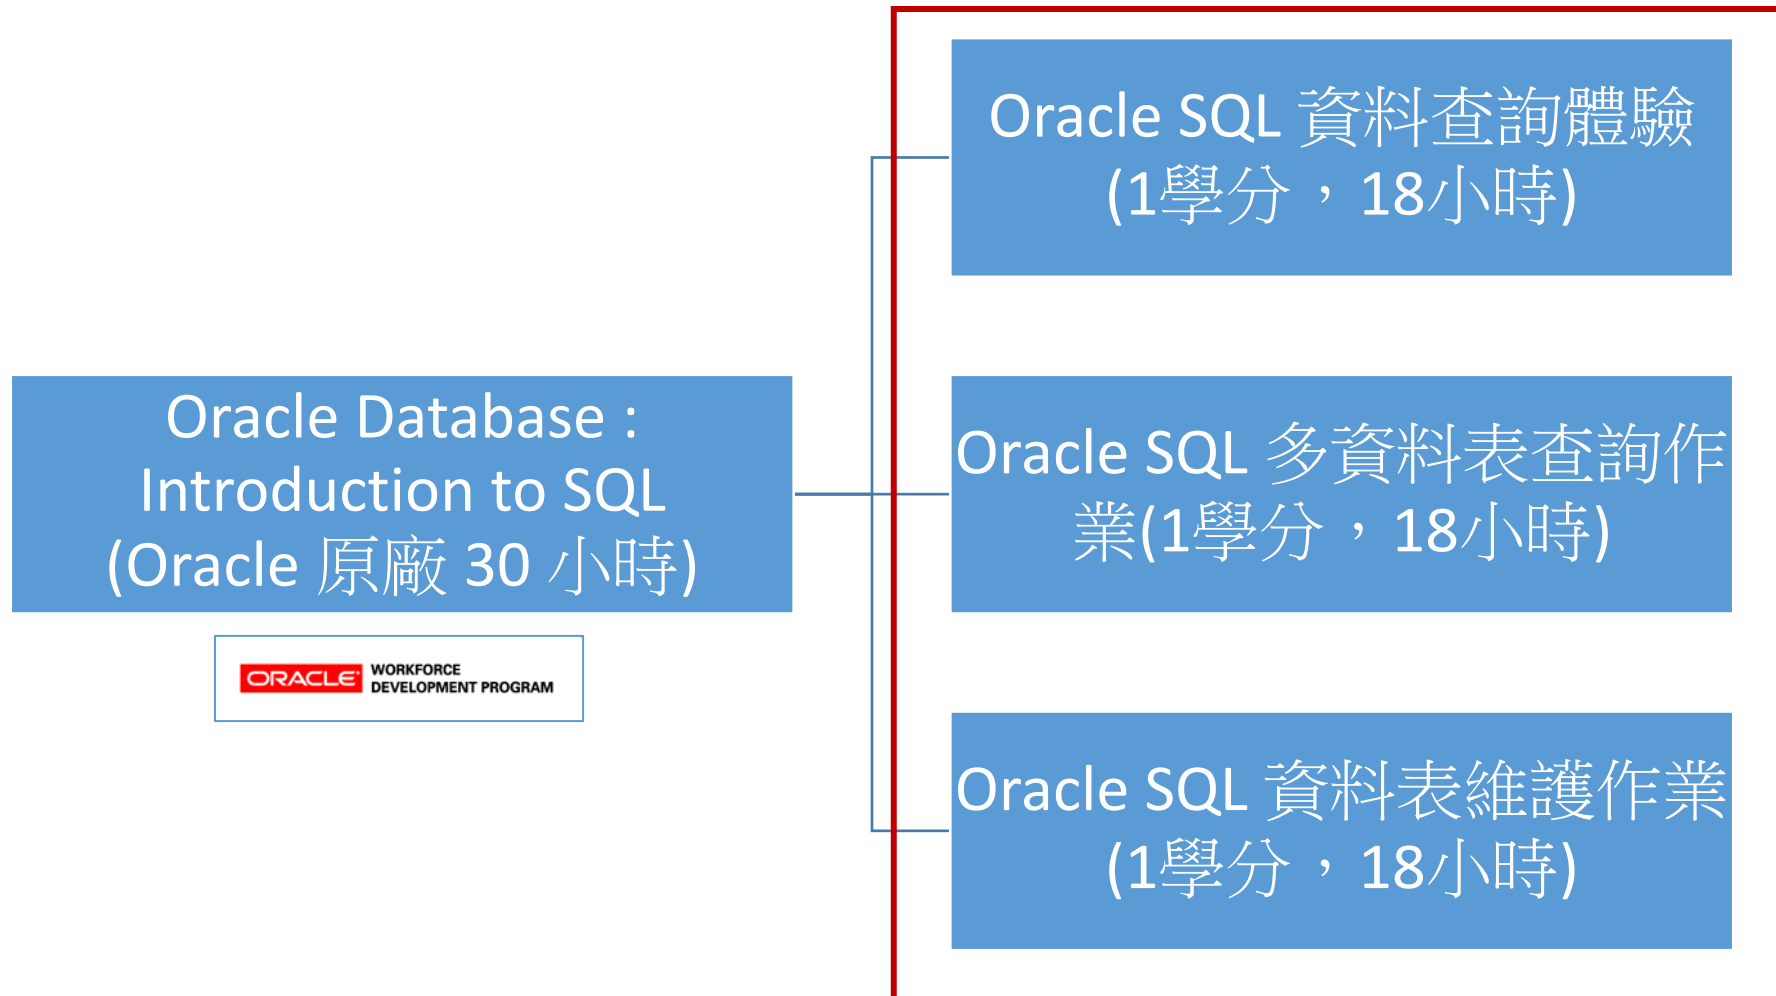 Oracle SQL 資料查詢體驗
(1學分，18小時)
Oracle Database :
Introduction to SQL
(Oracle 原廠 30 小時)
ORACLE
WORKFORCE
DEVELOPMENT PROGRAM
Oracle SQL 多資料表查詢作
業(1學分，18小時)
Oracle SQL 資料表維護作業
(1學分，18小時)